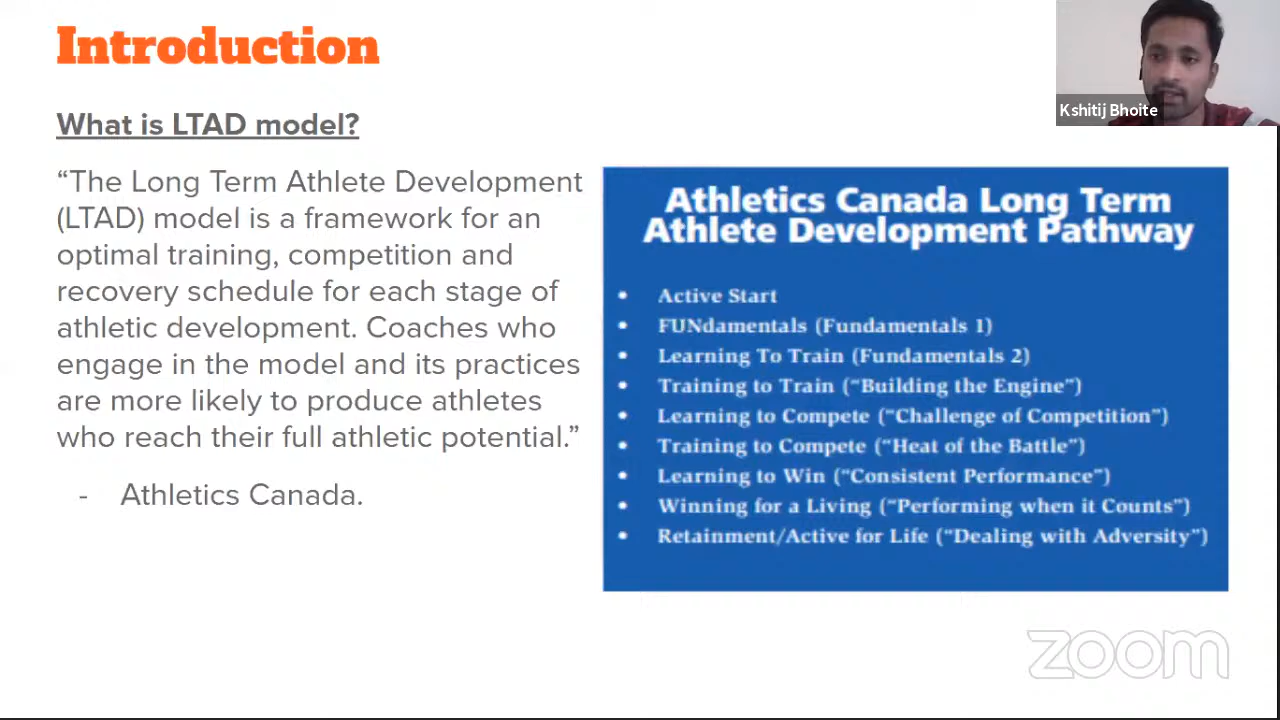 Introduction
Kshitij Bhoite
What is LTAD model?
“The Long Term Athlete Development
(LTAD) model is a framework for an
optimal training, competition and
recovery schedule for each stage of
athletic development. Coaches who
engage in the model and its practices
are more likely to produce athletes
who reach their full athletic potential.”
- Athletics Canada.
Athletics Canada Long Term
Athlete Development Pathway
• Active Start
• FUNdamentals (Fundamentals 1)
• Learning To Train (Fundamentals 2)
• Training to Train (“Building the Engine”)
• Learning to Compete (“Challenge of Competition”)
• Training to Compete (“Heat of the Battle”)
• Learning to Win (“Consistent Performance”)
• Winning for a Living (“Performing when it Counts”)
• Retainment/Active for Life (“Dealing with Adversity”)
zoom